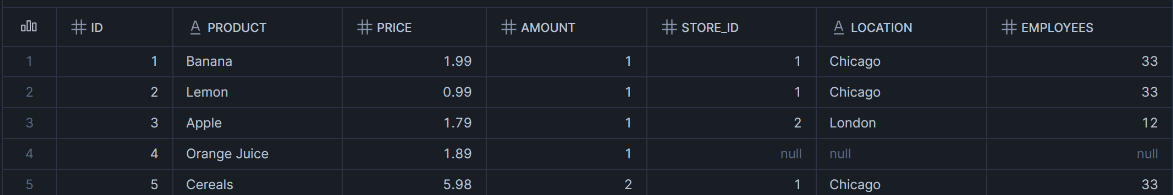 # ID A PRODUCT # PRICE # AMOUNT # STORE_ID A LOCATION # EMPLOYEES
1 1 Banana 1.99 1 1 Chicago 33
2 2 Lemon 0.99 1 1 Chicago 33
3 3 Apple 1.79 1 2 London 12
4 4 Orange Juice 1.89 1 null null null
5 5 Cereals 5.98 2 1 Chicago 33